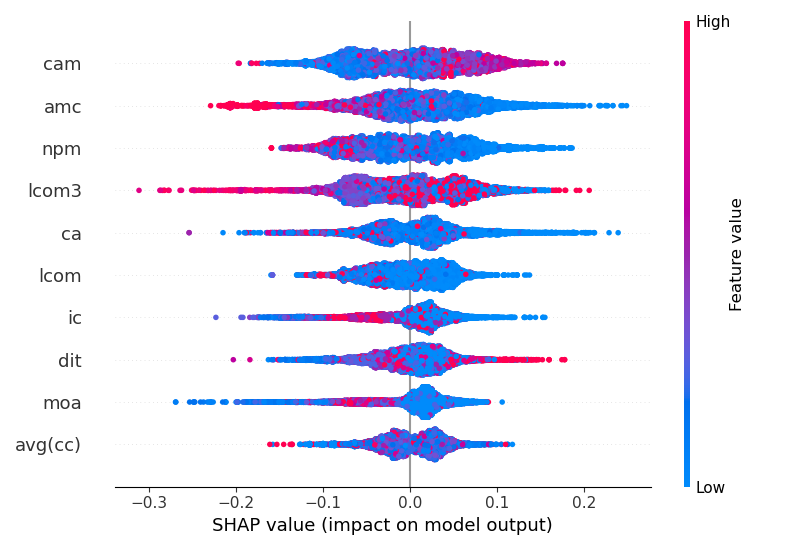 High
cam
amc
npm
lcom3
ca
lcom
ic
dit
moa
avg(cc)
Feature value
Low
−0.3 −0.2 −0.1 0.0 0.1 0.2
SHAP value (impact on model output)